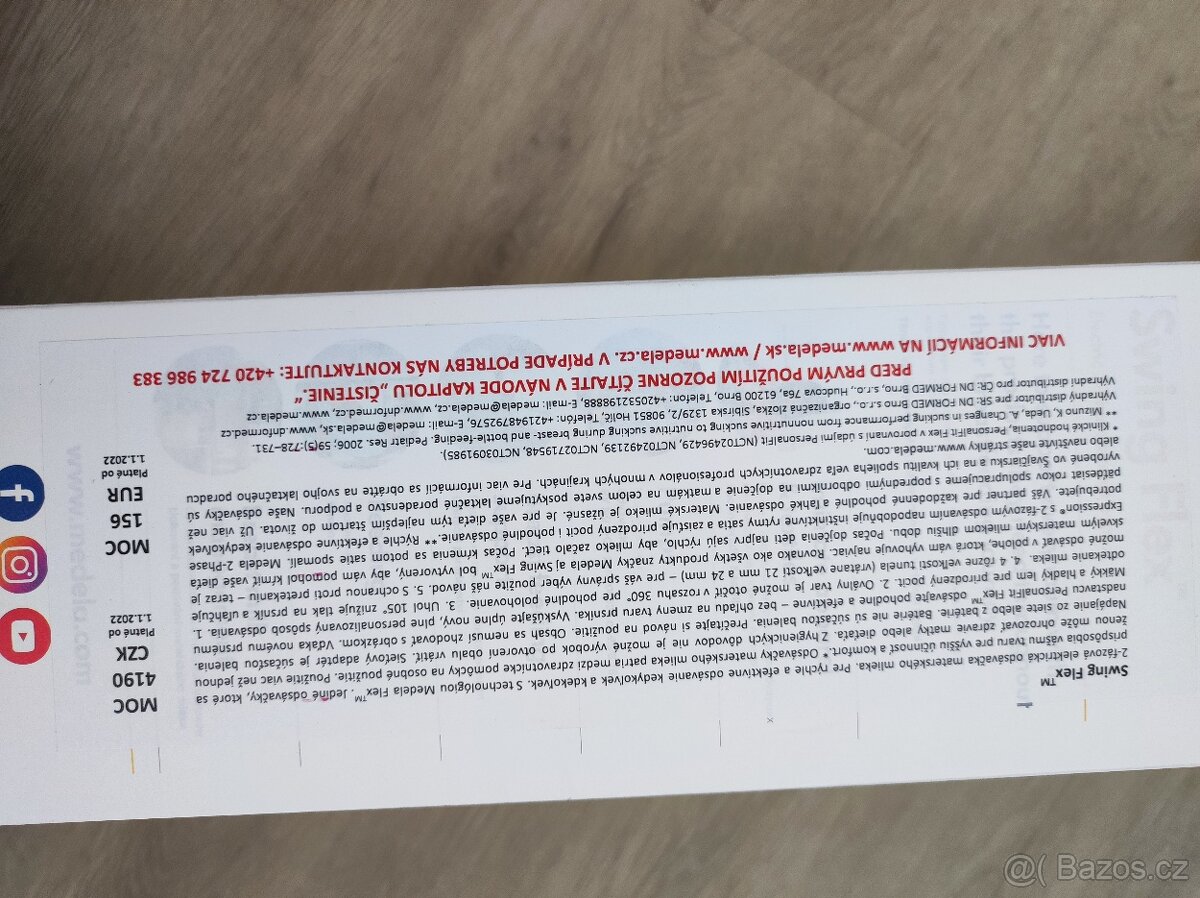 Swing Flex™
2-fázová elektrická odsávačka materského mlieka. Pre rýchle a efektívne odsávanie kedykoľvek a kdekoľvek. S technológiou Medela Flex™. Jediné odsávačky, ktoré sa
prispôsobia vášmu tvaru pre vyššiu účinnosť a komfort.* Odsávačky materského mlieka patria medzi zdravotnícke pomôcky na osobné použitie. Použitie viac než jednou
ženou môže ohrozovať zdravie matky alebo dieťaťa. Z hygienických dôvodov nie je možné výrobok po otvorení obalu vrátiť. Sieťový adaptér je súčasťou balenia.
Napájanie zo siete alebo z batérie. Batérie nie sú súčasťou balenia. Prečítajte si návod na použitie. Obsah sa nemusí zhodovať s obrázkom. Vďaka novému prsnému
nadstavcu PersonalFit Flex™ odsávajte pohodlne a efektívne – bez ohľadu na zmeny tvaru prsníka. Vyskúšajte úplne nový, plne personalizovaný spôsob odsávania. 1.
Mäkký a hladký lem pre prirodzený pocit. 2. Oválny tvar je možné otočiť v rozsahu 360° pre pohodlné polohovanie. 3. Uhol 105° znižuje tlak na prsník a uľahčuje
odtekanie mlieka. 4. 4 rôzne veľkosti tunela (vrátane veľkostí 21 mm a 24 mm) – pre váš správny výber použite náš návod. 5. S ochranou proti pretekaniu – teraz je
možné odsávať v polohe, ktorá vám vyhovuje najviac. Rovnako ako všetky produkty značky Medela aj Swing Flex™ bol vytvorený, aby vám pomohol kŕmiť vaše dieťa
skvelým materským mliekom dlhšiu dobu. Počas dojčenia deti najprv sajú rýchlo, aby mlieko začalo tiecť. Počas kŕmenia sa potom satie spomalí. Medela 2-Phase
Expression® s 2-fázovým odsávaním napodobňuje inštinktívne rytmy satia a zaisťuje prirodzený pocit i pohodlné odsávanie.** Rýchle a efektívne odsávanie kedykoľvek
potrebujete. Váš partner pre každodenné pohodlné a ľahké odsávanie. Materské mlieko je úžasné. Je pre vaše dieťa tým najlepším štartom do života. Už viac než
päťdesiat rokov spolupracujeme s poprednými odborníkmi na dojčenie a matkám na celom svete poskytujeme laktačné poradenstvo a podporu. Naše odsávačky sú
vyrobené vo Švajčiarsku a na ich kvalitu spolieha veľa zdravotníckych profesionálov v mnohých krajinách. Pre viac informácií sa obráťte na svojho laktačného poradcu
alebo navštívte naše stránky www.medela.com.
* Klinické hodnotenia, PersonalFit Flex v porovnaní s údajmi PersonalFit (NCT02496429, NCT02492139, NCT02719548, NCT03091985).
** Mizuno K, Ueda, A. Changes in sucking performance from nonnutritive sucking to nutritive sucking during breast- and bottle-feeding. Pediatr Res. 2006; 59(5):728–731.
Výhradný distribútor pre SR: DN FORMED Brno s.r.o., organizačná zložka, Sibírska 1329/2, 90851 Holíč, Telefón: +421948792576, E-mail: medela@medela.sk, www.dnformed.cz
Výhradní distributor pro ČR: DN FORMED Brno, s.r.o., Hudcova 76a, 61200 Brno, Telefon: +420532198888, E-mail: medela@medela.cz, www.dnformed.cz, www.medela.cz
PRED PRVÝM POUŽITÍM POZORNE ČÍTAJTE V NÁVODE KAPITOLU „ČISTENIE."
VIAC INFORMÁCIÍ NA www.medela.sk / www.medela.cz. V PRÍPADE POTREBY NÁS KONTAKTUJTE: +420 724 986 383
MOC
4190
CZK
Platné od
1.1.2022
MOC
156
EUR
Platné od
1.1.2022
www.medela.com
Swing Flex™
@( Bazoš.cz